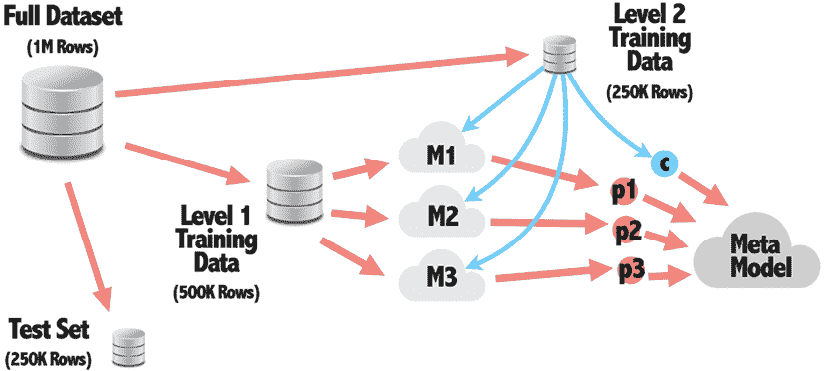 Full Dataset
(1M Rows)
Level 2
Training
Data
(250K Rows)
M1
c
p1
Level 1
Training
Data
(500K Rows)
M2
p2
Meta
Model
M3
p3
Test Set
(250K Rows)